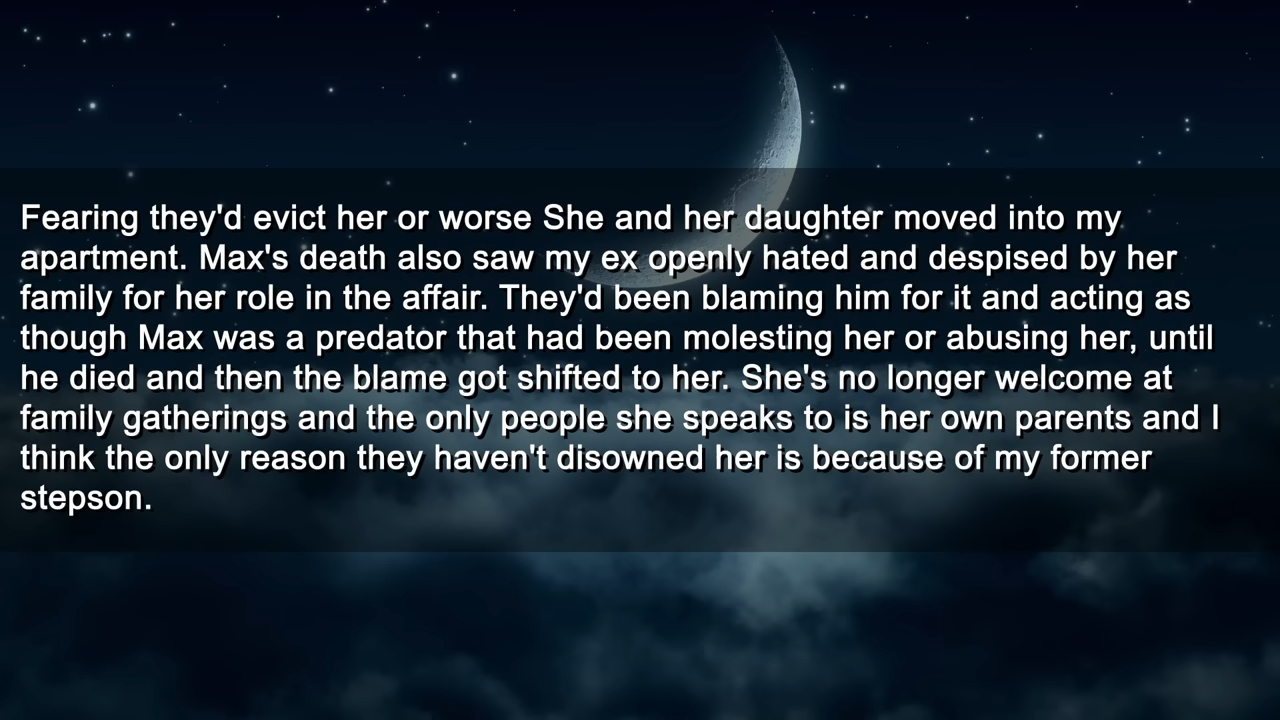 Fearing they'd evict her or worse She and her daughter moved into my
apartment. Max's death also saw my ex openly hated and despised by her
family for her role in the affair. They'd been blaming him for it and acting as
though Max was a predator that had been molesting her or abusing her, until
he died and then the blame got shifted to her. She's no longer welcome at
family gatherings and the only people she speaks to is her own parents and I
think the only reason they haven't disowned her is because of my former
stepson.